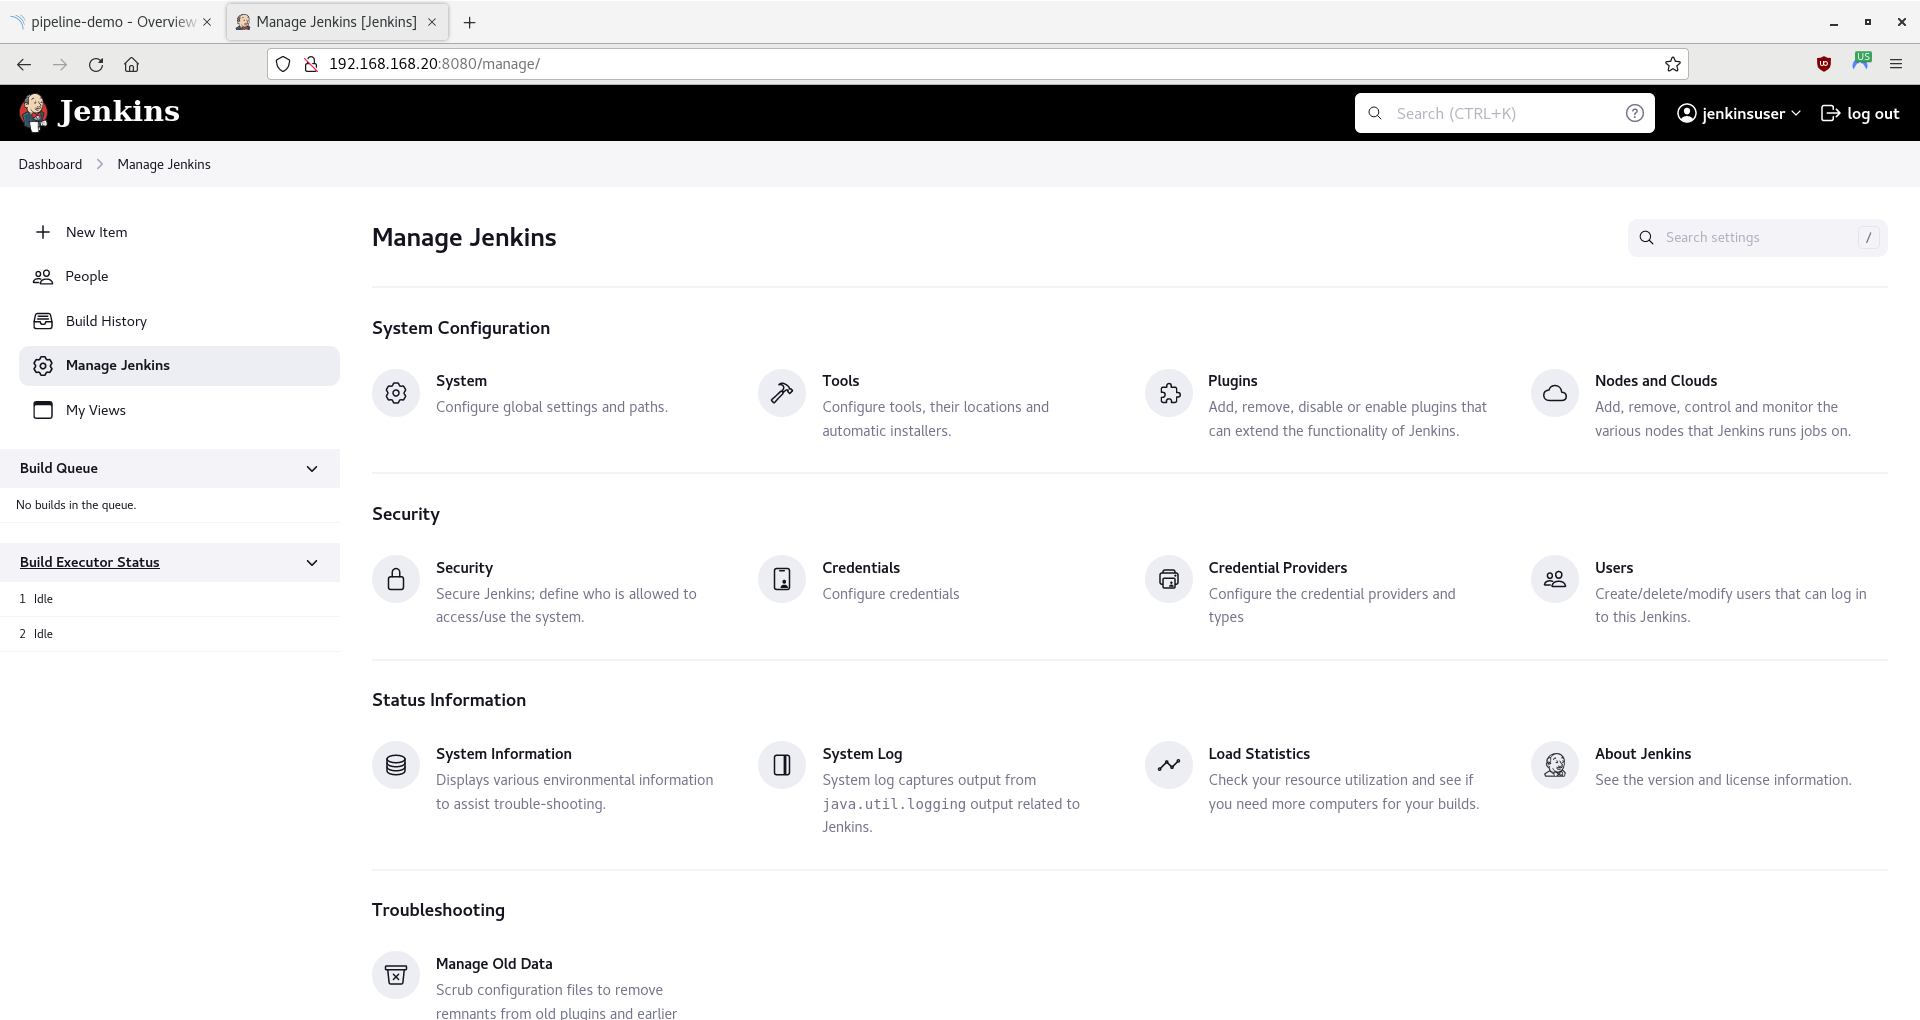 pipeline-demo - Overview
Manage Jenkins [Jenkins]
192.168.168.20:8080/manage/
US
Jenkins
Search (CTRL+K)
jenkinsuser
log out
Dashboard
Manage Jenkins
New Item
People
Build History
Manage Jenkins
My Views
Build Queue
No builds in the queue.
Build Executor Status
1 Idle
2 Idle
Manage Jenkins
Search settings
/
System Configuration
System
Configure global settings and paths.
Tools
Configure tools, their locations and
automatic installers.
Plugins
Add, remove, disable or enable plugins that
can extend the functionality of Jenkins.
Nodes and Clouds
Add, remove, control and monitor the
various nodes that Jenkins runs jobs on.
Security
Security
Secure Jenkins; define who is allowed to
access/use the system.
Credentials
Configure credentials
Credential Providers
Configure the credential providers and
types
Users
Create/delete/modify users that can log in
to this Jenkins.
Status Information
System Information
Displays various environmental information
to assist trouble-shooting.
System Log
System log captures output from
java.util.logging output related to
Jenkins.
Load Statistics
Check your resource utilization and see if
you need more computers for your builds.
About Jenkins
See the version and license information.
Troubleshooting
Manage Old Data
Scrub configuration files to remove
remnants from old plugins and earlier